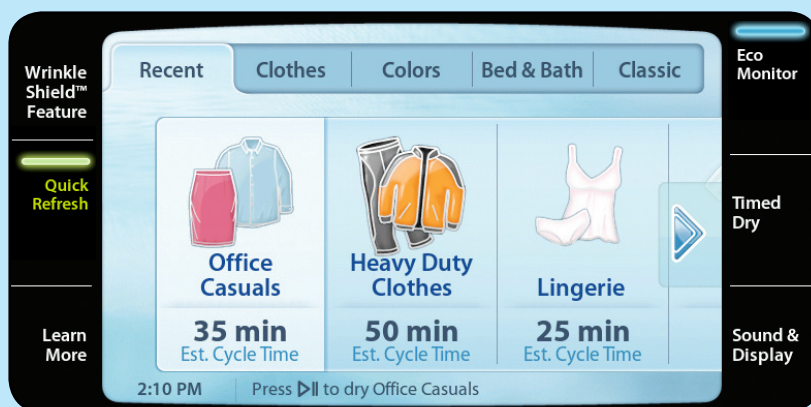 Wrinkle
Shield™
Feature
Quick
Refresh
Learn
More
Recent
Clothes
Colors
Bed & Bath
Classic
Office
Casuals
35 min
Est. Cycle Time
Heavy Duty
Clothes
50 min
Est. Cycle Time
Lingerie
25 min
Est. Cycle Time
2:10 PM
Press ▷II to dry Office Casuals
Eco
Monitor
Timed
Dry
Sound &
Display